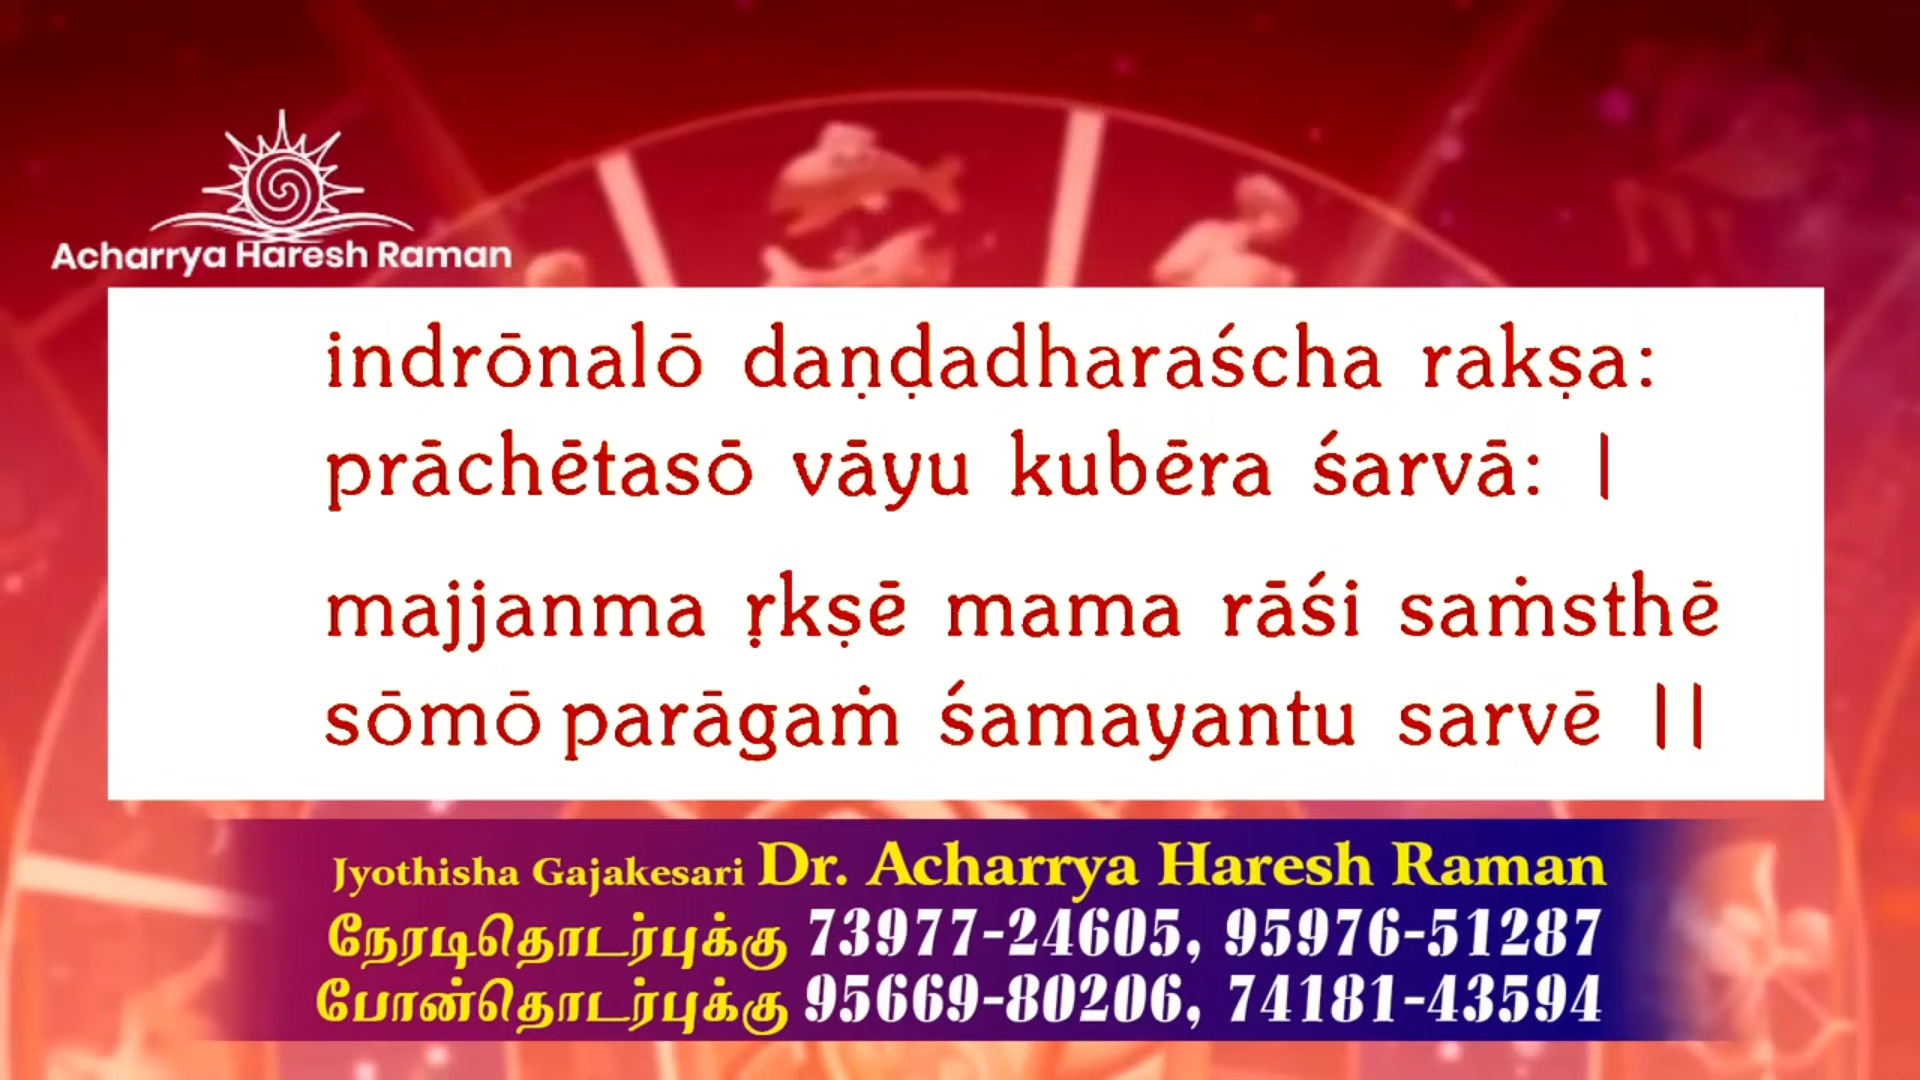 Acharrya Haresh Raman
indrōnalō daṇḍadharaścha rakṣa:
prāchētasō vāyu kubēra śarvā: |
majjanma ṛkṣē mama rāśi saṁsthē
sōmō parāgaṁ śamayantu sarvē ||
Jyothisha Gajakesari Dr. Acharrya Haresh Raman
நேரடிதொடர்புக்கு 73977-24605, 95976-51287
போன்தொடர்புக்கு 95669-80206, 74181-43594